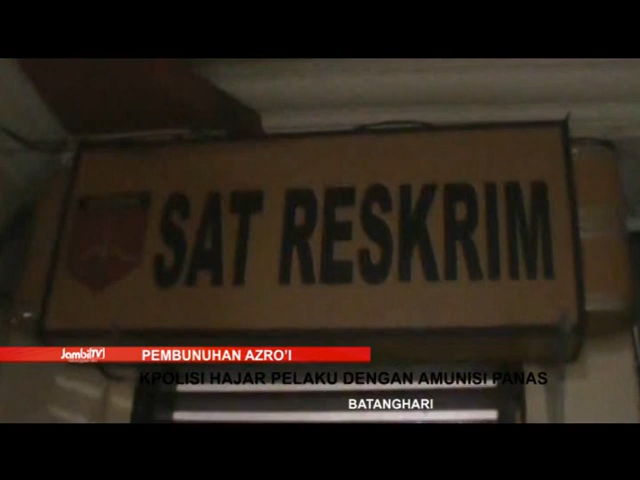 SAT RESKRIM
JambiTV
PEMBUNUHAN AZRO'I
KPOLISI HAJAR PELAKU DENGAN AMUNISI PANAS
BATANGHARI